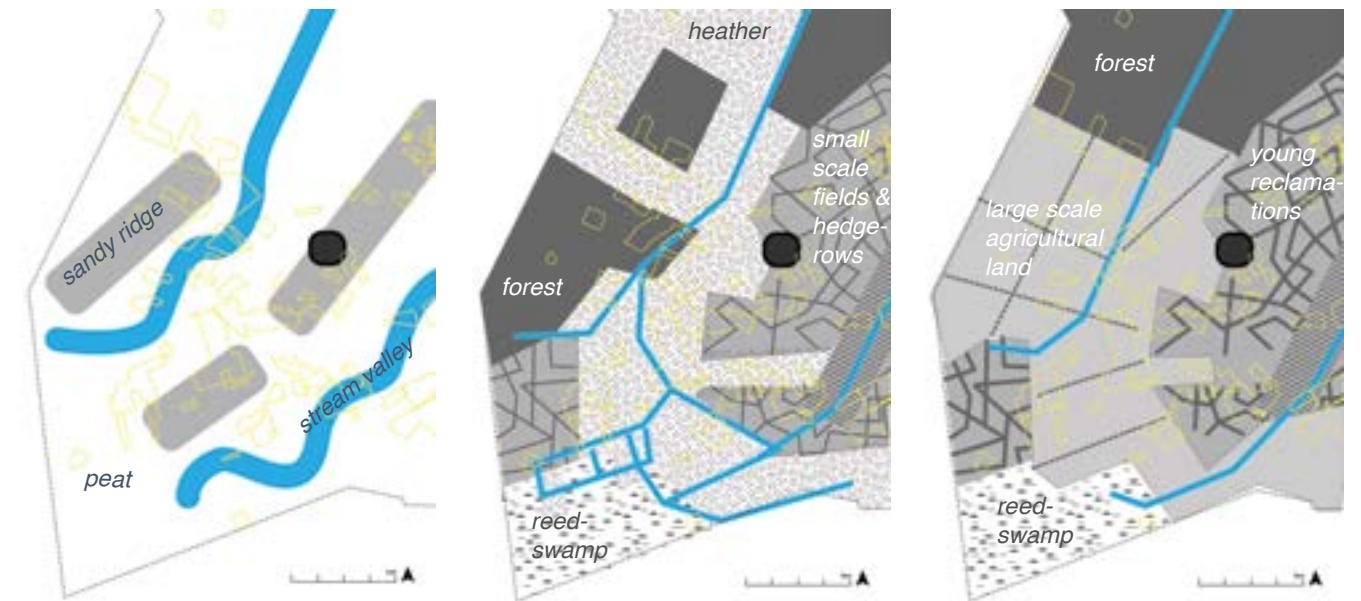 sandy ridge
stream valley
peat
heather
small
scale
fields &
hedge-
rows
forest
reed-
swamp
forest
young
reclama-
tions
large scale
agricultural
land
reed-
swamp